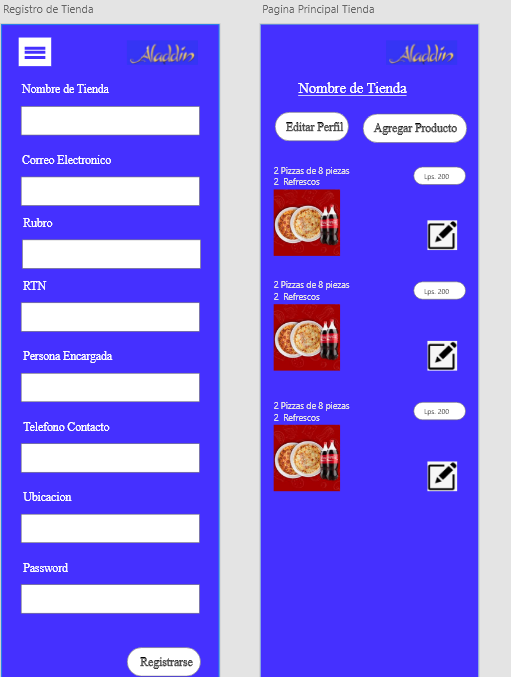 Registro de Tienda
Aladdin
Nombre de Tienda
Correo Electronico
Rubro
RTN
Persona Encargada
Telefono Contacto
Ubicacion
Password
Registrarse
Pagina Principal Tienda
Aladdin
Nombre de Tienda
Editar Perfil
Agregar Producto
2 Pizzas de 8 piezas
2 Refrescos
Lps. 200
2 Pizzas de 8 piezas
2 Refrescos
Lps. 200
2 Pizzas de 8 piezas
2 Refrescos
Lps. 200